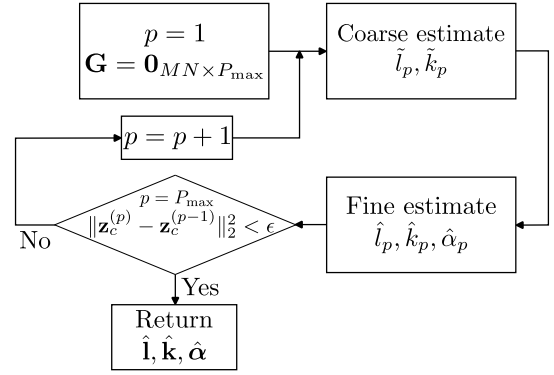 p = 1
𝐆 = 𝟎_{MN×P_max}
Coarse estimate
l̃_p, k̃_p
p = p + 1
Fine estimate
l̂_p, k̂_p, α̂_p
p = P_max
‖𝐳_c^{(p)} − 𝐳_c^{(p−1)}‖_2^2 < ϵ
No
Yes
Return
𝐥̂, 𝐤̂, 𝛂̂